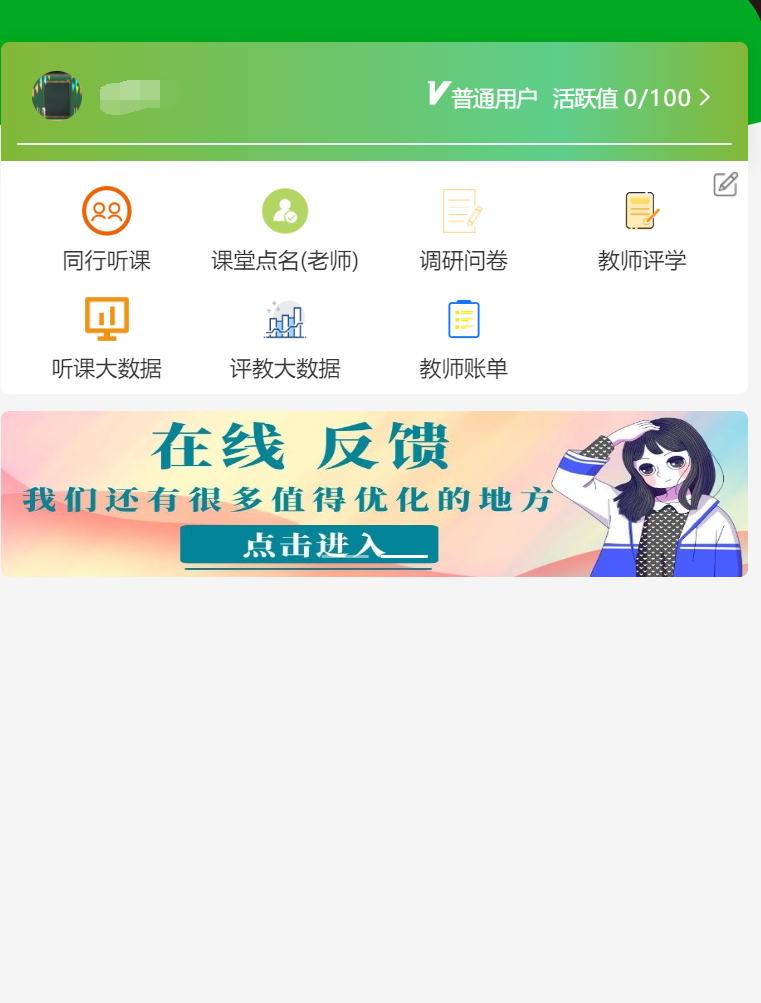 V普通用户 活跃值 0/100
同行听课 课堂点名(老师) 调研问卷 教师评学
听课大数据 评教大数据 教师账单
在线 反馈
我们还有很多值得优化的地方
点击进入